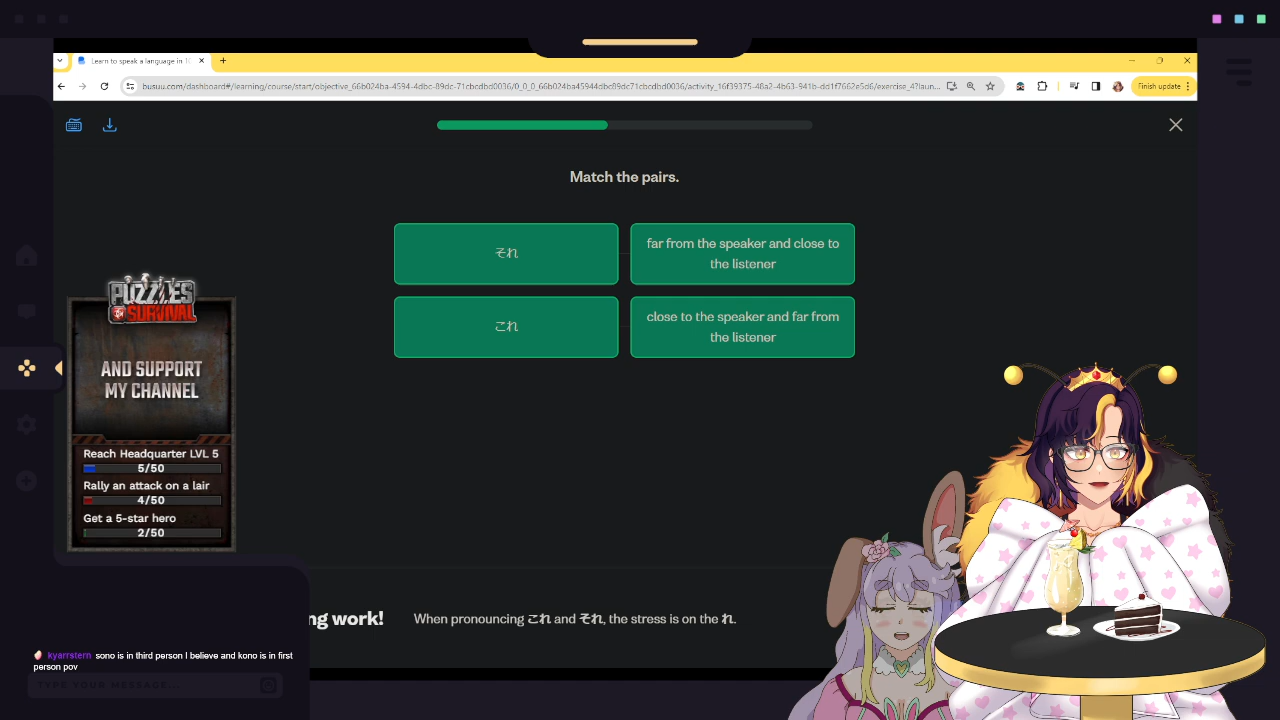 Learn to speak a language in 1
busuu.com/dashboard#/learning/course/start/objective_66b024ba-4594-4dbc-89dc-71cbcdbd0036/0_0_0_66b024ba45944dbc89dc71cbcdbd0036/activity_16f39375-48a2-4b63-941b-dd1f7662e5d6/exercise_4?laun...
Finish update
Match the pairs.
それ
far from the speaker and close to
the listener
これ
close to the speaker and far from
the listener
PUZZLES
SURVIVAL
AND SUPPORT
MY CHANNEL
Reach Headquarter LVL 5
5/50
Rally an attack on a lair
4/50
Get a 5-star hero
2/50
ng work!
When pronouncing これ and それ, the stress is on the れ.
kyarrstern sono is in third person I believe and kono is in first
person pov
TYPE YOUR MESSAGE...